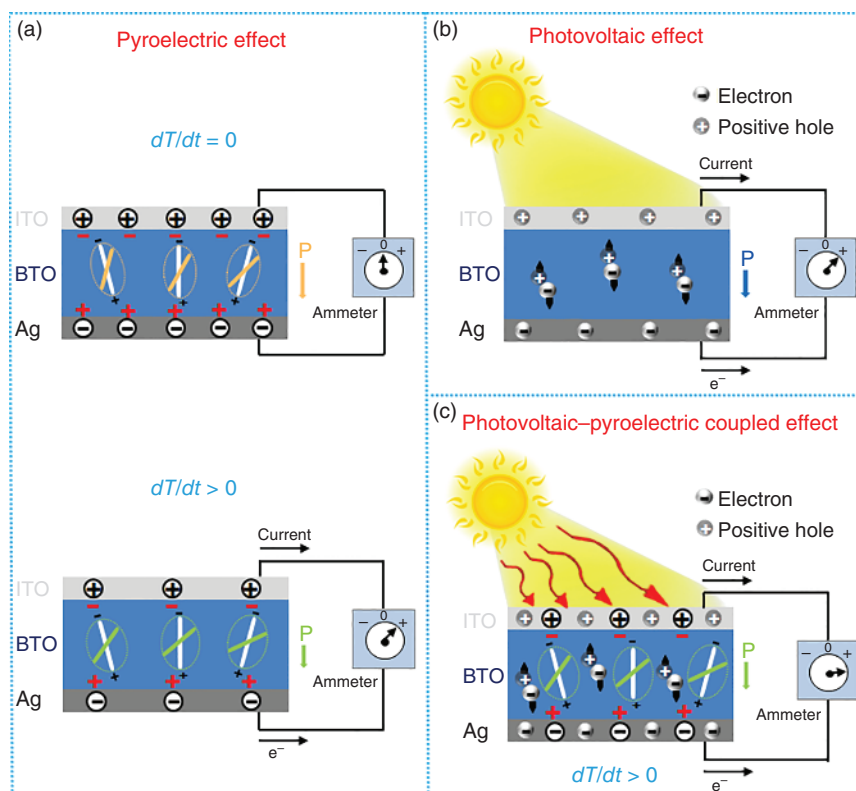 (a)
Pyroelectric effect
dT/dt = 0
ITO
BTO
Ag
P
− 0 +
Ammeter
dT/dt > 0
Current
ITO
BTO
Ag
P
− 0 +
Ammeter
e⁻
(b)
Photovoltaic effect
Electron
Positive hole
Current
ITO
BTO
Ag
P
− 0 +
Ammeter
e⁻
(c)
Photovoltaic–pyroelectric coupled effect
Electron
Positive hole
Current
ITO
BTO
Ag
P
− 0 +
Ammeter
dT/dt > 0
e⁻